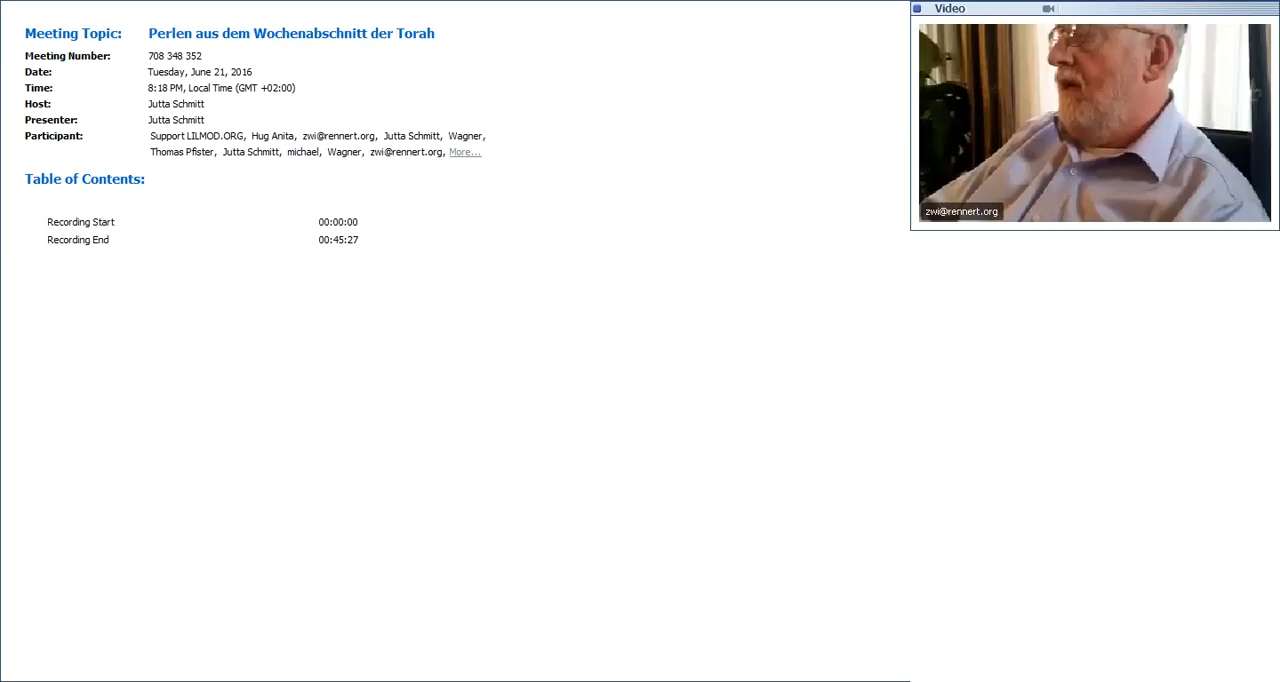 Meeting Topic: Perlen aus dem Wochenabschnitt der Torah
Meeting Number: 708 348 352
Date: Tuesday, June 21, 2016
Time: 8:18 PM, Local Time (GMT +02:00)
Host: Jutta Schmitt
Presenter: Jutta Schmitt
Participant: Support LILMOD.ORG, Hug Anita, zwi@rennert.org, Jutta Schmitt, Wagner,
Thomas Pfister, Jutta Schmitt, michael, Wagner, zwi@rennert.org, More...
Table of Contents:
Recording Start 00:00:00
Recording End 00:45:27
Video
zwi@rennert.org